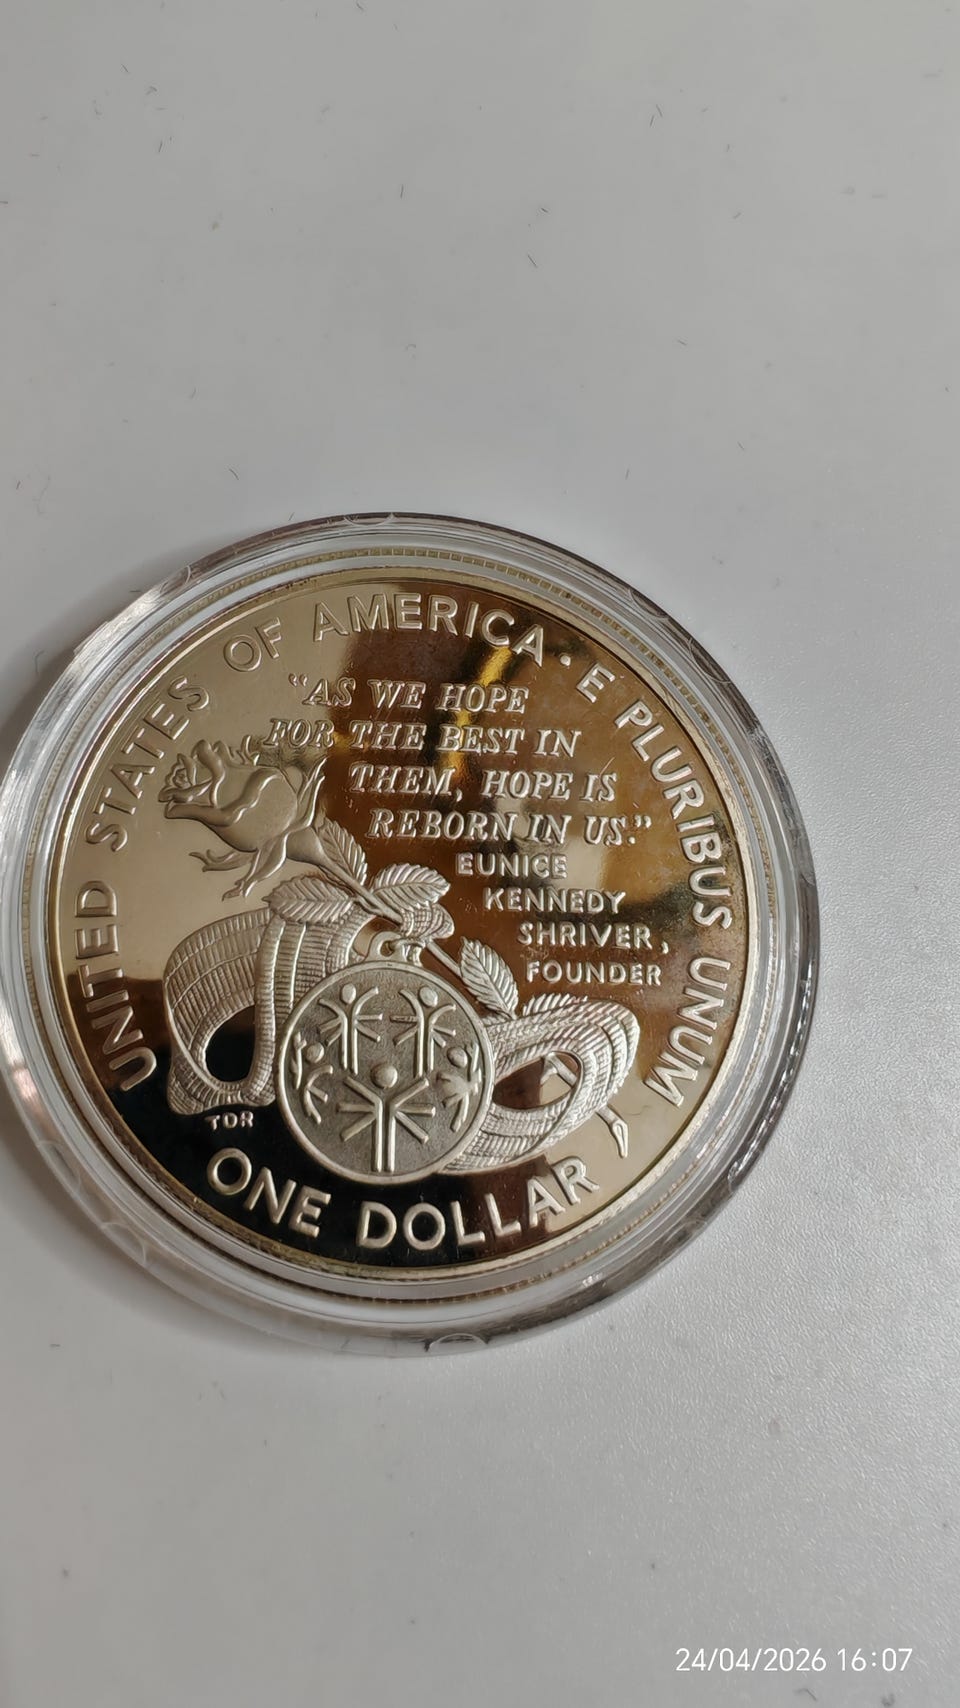 UNITED STATES OF AMERICA · E PLURIBUS UNUM
“AS WE HOPE
FOR THE BEST IN
THEM, HOPE IS
REBORN IN US.”
EUNICE
KENNEDY
SHRIVER,
FOUNDER
TDR
ONE DOLLAR
24/04/2026 16:07